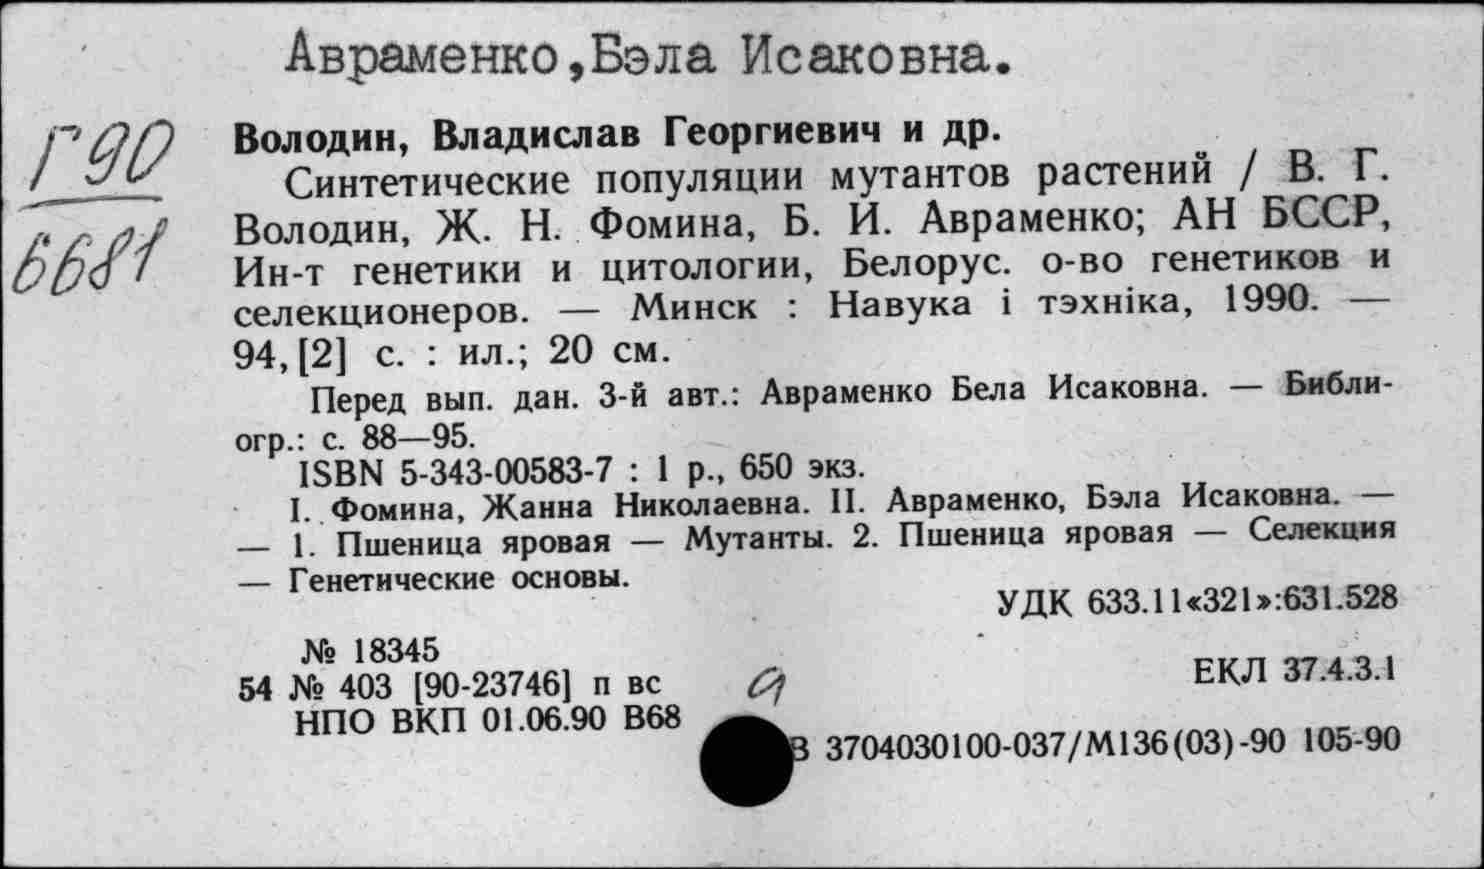 Авраменко, Бэла Исаковна.
Г90
6681
Володин, Владислав Георгиевич и др.
Синтетические популяции мутантов растений / В. Г.
Володин, Ж. Н. Фомина, Б. И. Авраменко; АН БССР,
Ин-т генетики и цитологии, Белорус. о-во генетиков и
селекционеров. — Минск : Навука і тэхніка, 1990. —
94, [2] с. : ил.; 20 см.
Перед вып. дан. 3-й авт.: Авраменко Бела Исаковна. — Библи-
огр.: с. 88—95.
ISBN 5-343-00583-7 : 1 р., 650 экз.
I. Фомина, Жанна Николаевна. II. Авраменко, Бэла Исаковна. —
— 1. Пшеница яровая — Мутанты. 2. Пшеница яровая — Селекция
— Генетические основы.
УДК 633.11«321»:631.528
№ 18345
ЕКЛ 37.4.3.1
54 № 403 [90-23746] п вс
НПО ВКП 01.06.90 В68
В 3704030100-037/М136(03)-90 105-90